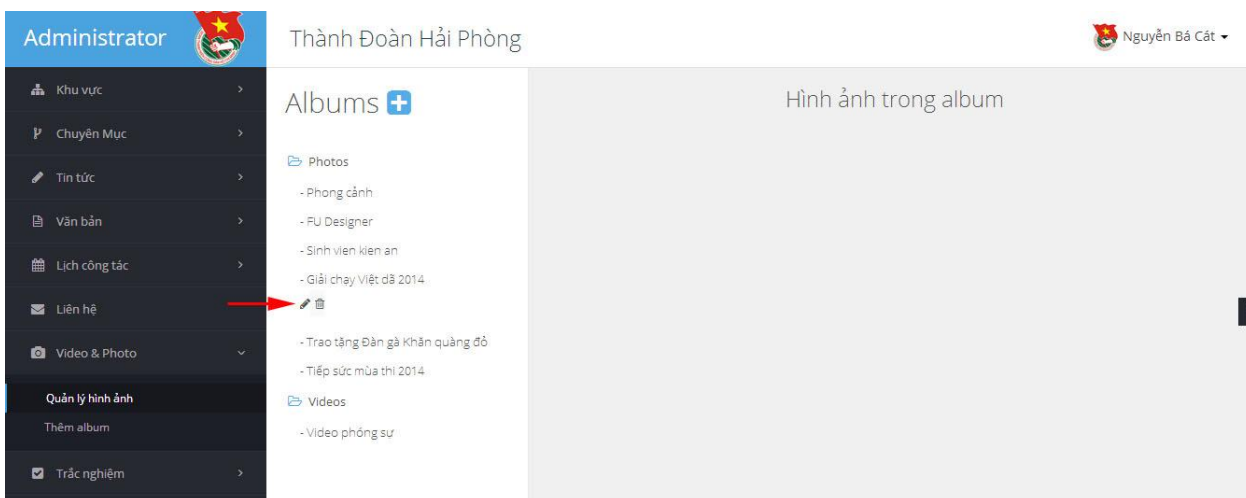 Administrator
Thành Đoàn Hải Phòng
Nguyễn Bá Cát
Khu vực
Chuyên Mục
Tin tức
Văn bản
Lịch công tác
Liên hệ
Video & Photo
Quản lý hình ảnh
Thêm album
Trắc nghiệm
Albums
Photos
- Phong cảnh
- FU Designer
- Sinh vien kien an
- Giải chạy Việt dã 2014
- Trao tặng Đàn gà Khăn quàng đỏ
- Tiếp sức mùa thi 2014
Videos
- Video phóng sự
Hình ảnh trong album